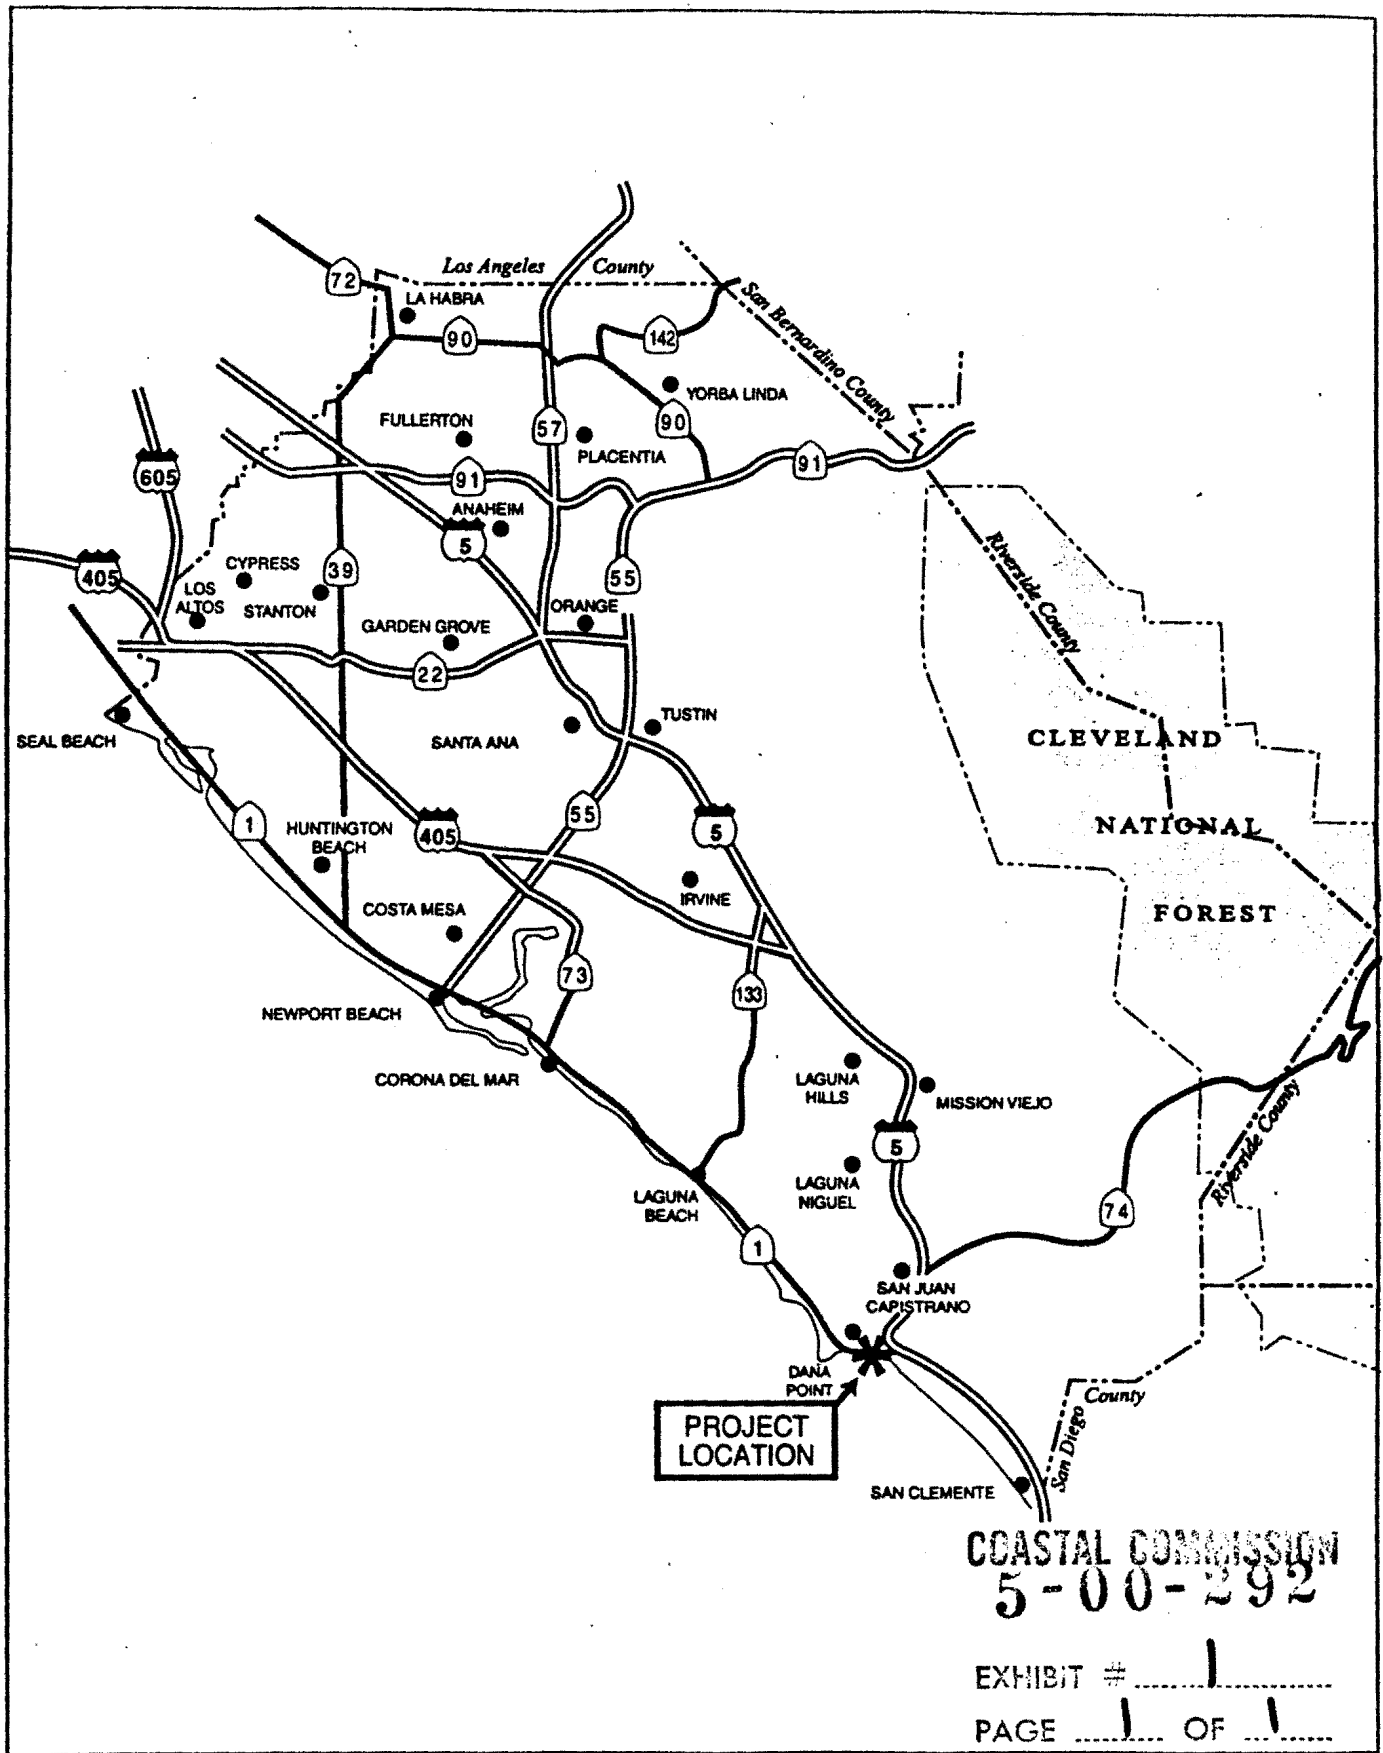 Los Angeles County
72
LA HABRA
San Bernardino County
90
142
YORBA LINDA
FULLERTON
57
90
PLACENTIA
91
91
605
ANAHEIM
5
Riverside County
405
CYPRESS
39
55
LOS
ALTOS
STANTON
ORANGE
GARDEN GROVE
22
SEAL BEACH
SANTA ANA
TUSTIN
CLEVELAND
NATIONAL
FOREST
1
HUNTINGTON
BEACH
405
55
5
IRVINE
COSTA MESA
73
133
NEWPORT BEACH
CORONA DEL MAR
LAGUNA
HILLS
MISSION VIEJO
5
Riverside County
LAGUNA
BEACH
LAGUNA
NIGUEL
74
1
SAN JUAN
CAPISTRANO
DANA
POINT
PROJECT
LOCATION
San Diego County
SAN CLEMENTE
COASTAL COMMISSION
5-00-292
EXHIBIT # 1
PAGE 1 OF 1